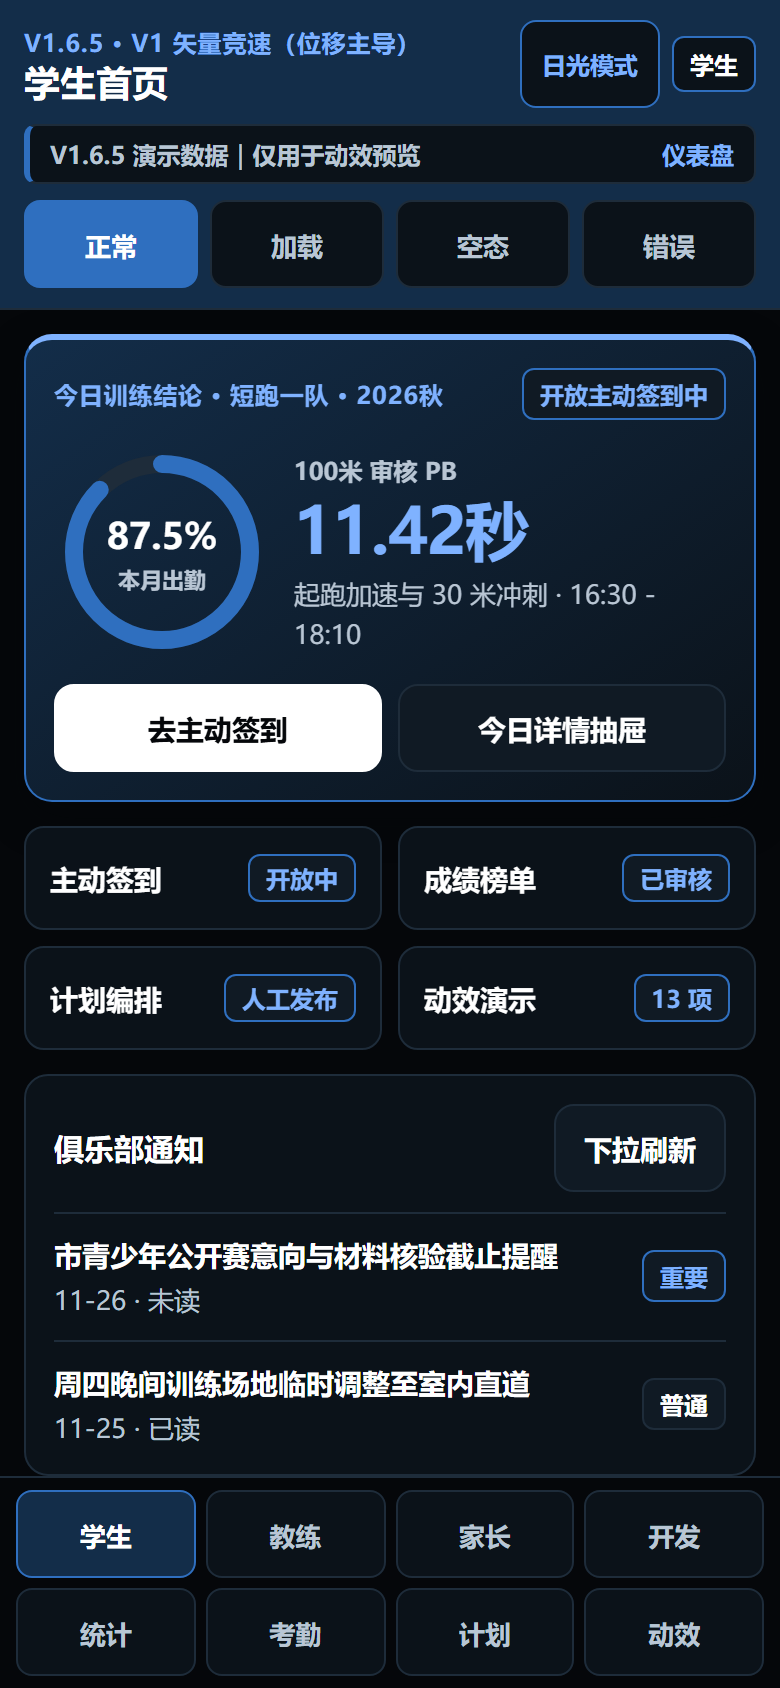 V1.6.5 • V1 矢量竞速（位移主导）
学生首页
日光模式
学生
V1.6.5 演示数据｜仅用于动效预览
仪表盘
正常
加载
空态
错误
今日训练结论 • 短跑一队 • 2026秋
开放主动签到中
87.5%
本月出勤
100米 审核 PB
11.42秒
起跑加速与 30 米冲刺 · 16:30 -
18:10
去主动签到
今日详情抽屉
主动签到
开放中
成绩榜单
已审核
计划编排
人工发布
动效演示
13 项
俱乐部通知
下拉刷新
市青少年公开赛意向与材料核验截止提醒
11-26 · 未读
重要
周四晚间训练场地临时调整至室内直道
11-25 · 已读
普通
学生
教练
家长
开发
统计
考勤
计划
动效